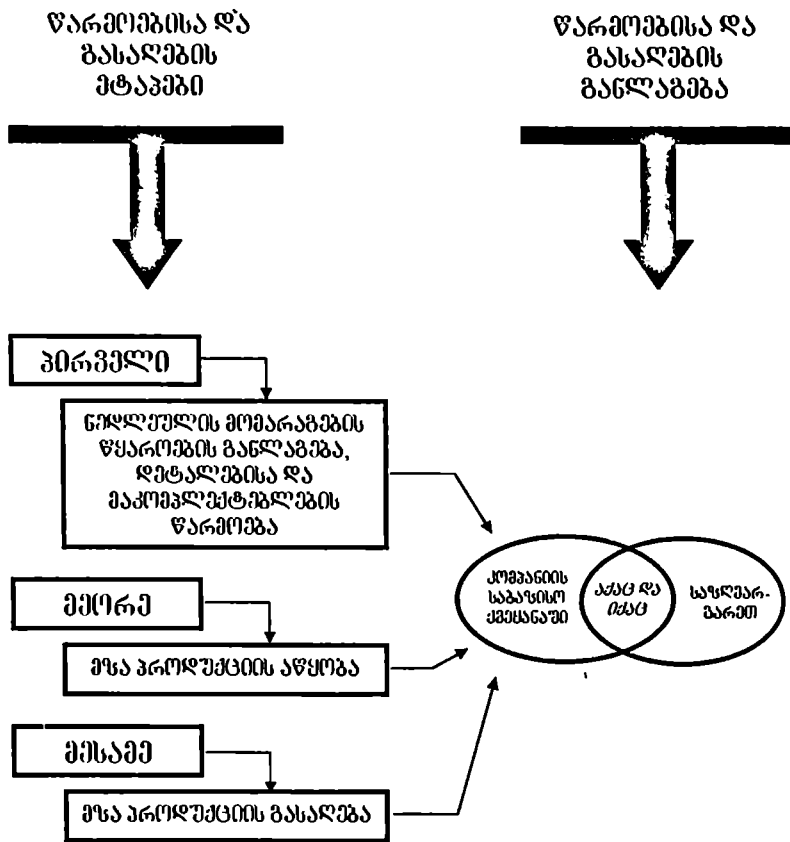 წარმოებისა და
გასაღების
ეტაპები
წარმოებისა და
გასაღების
განლაგება
პირველი
ნედლეულის მომარაგების
წყაროების განლაგება,
დეტალებისა და
მაკომპლექტებლების
წარმოება
მეორე
მზა პროდუქციის აწყობა
მესამე
მზა პროდუქციის გასაღება
კომპანიის
საბაზისო
ქვეყანაში
აქაც და
იქაც
საზღვარ-
გარეთ